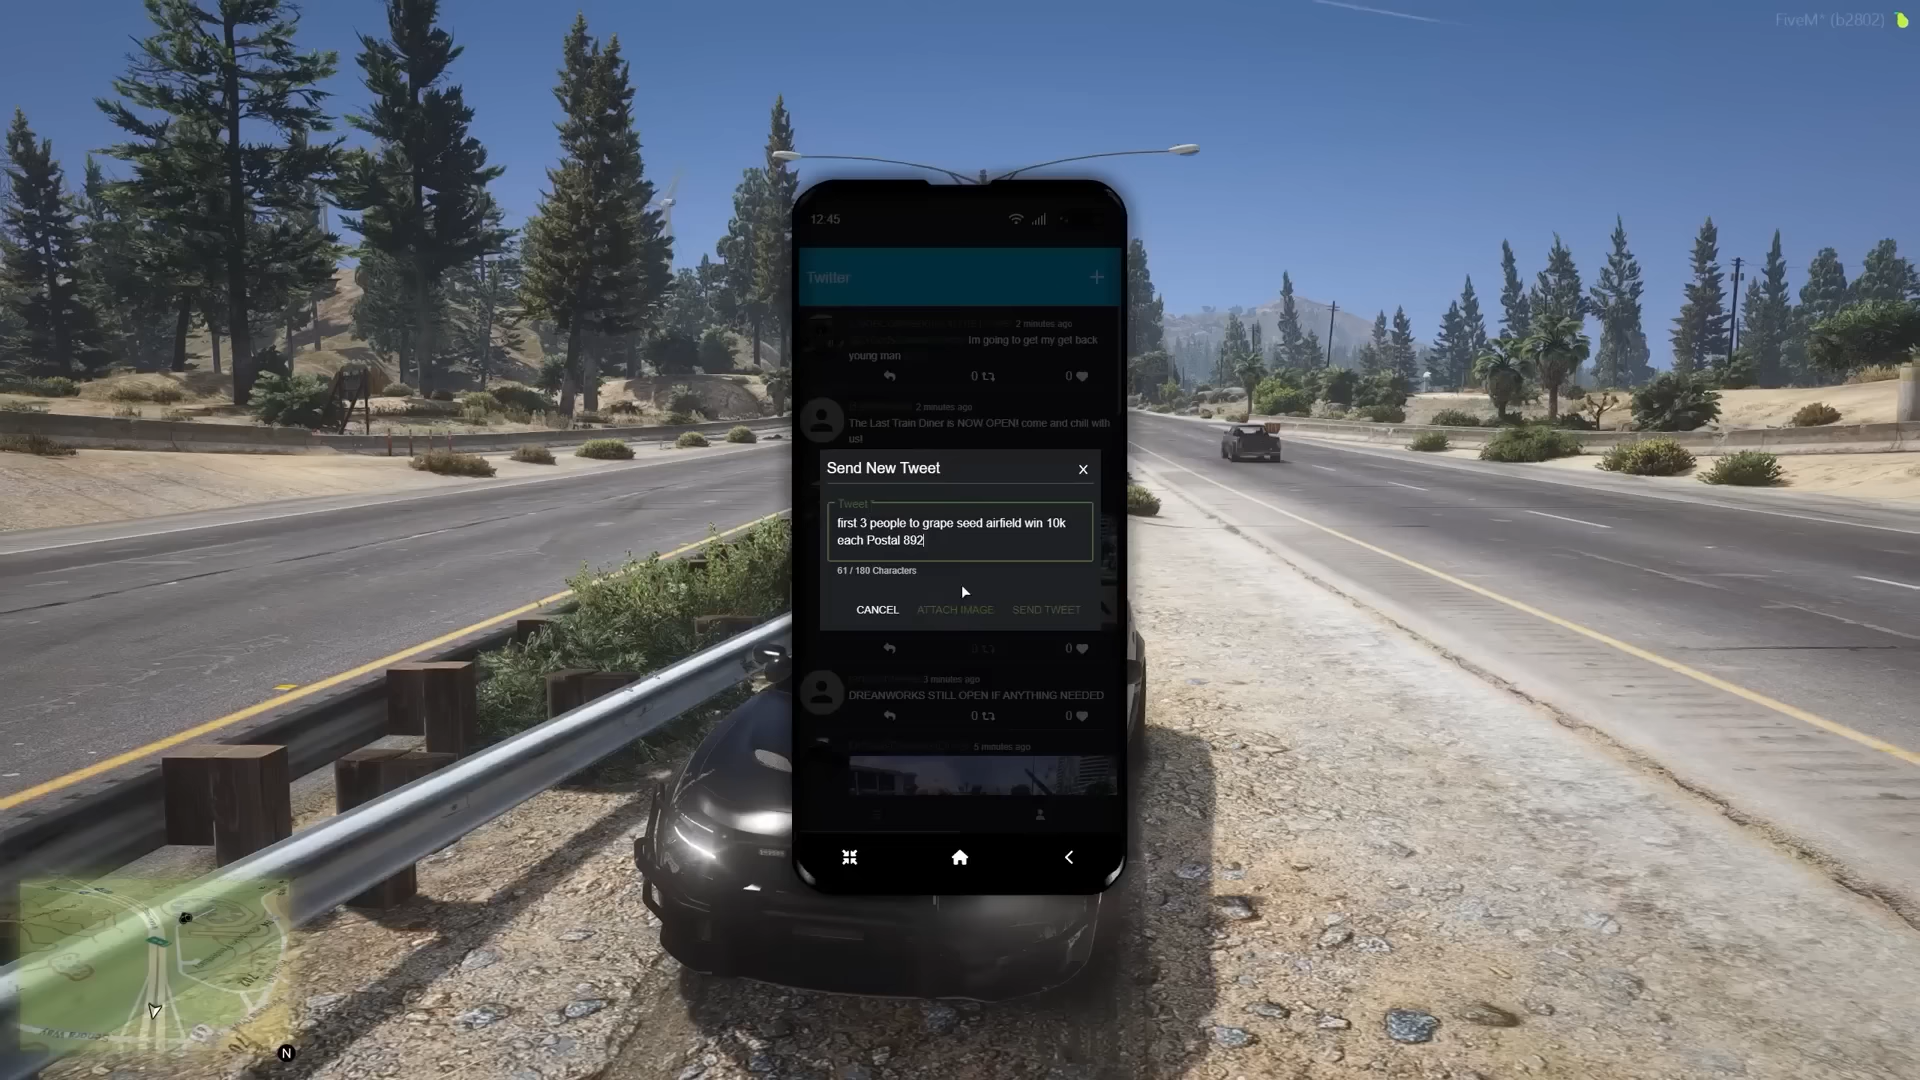 FiveM* (b2802)
12:45
Twitter
2 minutes ago
Im going to get my get back
young man
0
0
2 minutes ago
The Last Train Diner is NOW OPEN! come and chill with
us!
Send New Tweet
x
Tweet *
first 3 people to grape seed airfield win 10k
each Postal 892
61 / 180 Characters
CANCEL
ATTACH IMAGE
SEND TWEET
0
0
3 minutes ago
DREANWORKS STILL OPEN IF ANYTHING NEEDED
0
0
5 minutes ago
N